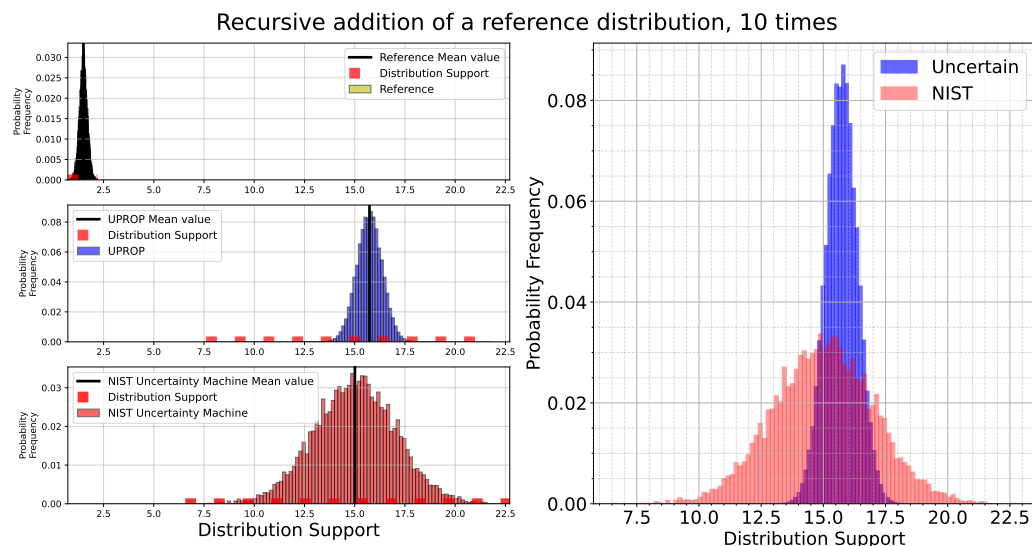 Recursive addition of a reference distribution, 10 times
Probability
Frequency
0.030
0.025
0.020
0.015
0.010
0.005
0.000
Reference Mean value
Distribution Support
Reference
2.5 5.0 7.5 10.0 12.5 15.0 17.5 20.0 22.5
Probability
Frequency
0.08
0.06
0.04
0.02
0.00
UPROP Mean value
Distribution Support
UPROP
2.5 5.0 7.5 10.0 12.5 15.0 17.5 20.0 22.5
Probability
Frequency
0.03
0.02
0.01
0.00
NIST Uncertainty Machine Mean value
Distribution Support
NIST Uncertainty Machine
2.5 5.0 7.5 10.0 12.5 15.0 17.5 20.0 22.5
Distribution Support
Probability Frequency
0.08
0.06
0.04
0.02
0.00
Uncertain
NIST
7.5 10.0 12.5 15.0 17.5 20.0 22.5
Distribution Support